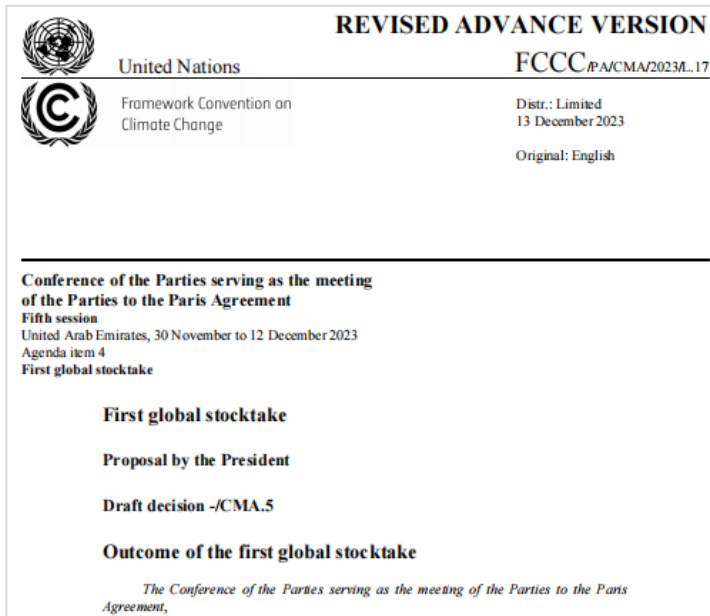 REVISED ADVANCE VERSION
United Nations
FCCC/PA/CMA/2023/L.17
Framework Convention on
Climate Change
Distr.: Limited
13 December 2023
Original: English
Conference of the Parties serving as the meeting
of the Parties to the Paris Agreement
Fifth session
United Arab Emirates, 30 November to 12 December 2023
Agenda item 4
First global stocktake
First global stocktake
Proposal by the President
Draft decision -/CMA.5
Outcome of the first global stocktake
The Conference of the Parties serving as the meeting of the Parties to the Paris
Agreement,